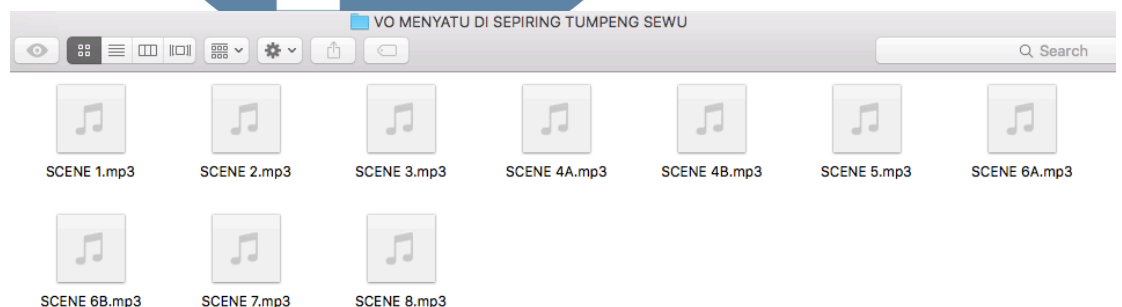 VO MENYATU DI SEPIRING TUMPENG SEWU
Search
SCENE 1.mp3 SCENE 2.mp3 SCENE 3.mp3 SCENE 4A.mp3 SCENE 4B.mp3 SCENE 5.mp3 SCENE 6A.mp3
SCENE 6B.mp3 SCENE 7.mp3 SCENE 8.mp3